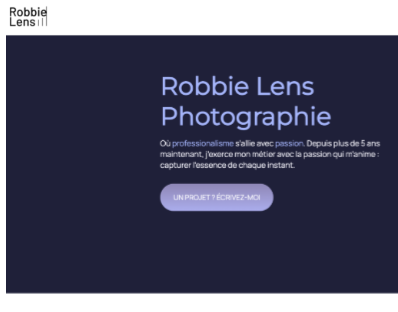 Robbie
Lens
Robbie Lens
Photographie
Où professionalisme s'allie avec passion. Depuis plus de 5 ans
maintenant, j'exerce mon métier avec la passion qui m'anime :
capturer l'essence de chaque instant.
UN PROJET ? ÉCRIVEZ-MOI